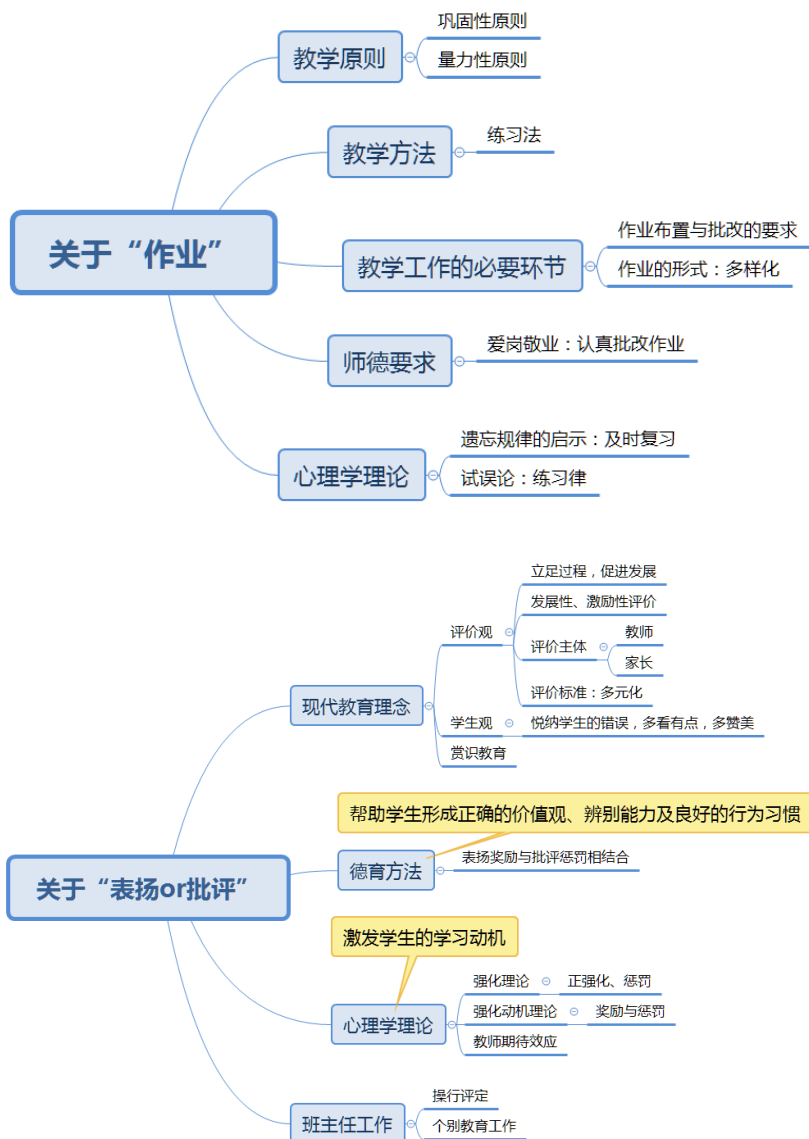 关于“作业”
教学原则
巩固性原则
量力性原则
教学方法
练习法
教学工作的必要环节
作业布置与批改的要求
作业的形式：多样化
师德要求
爱岗敬业：认真批改作业
心理学理论
遗忘规律的启示：及时复习
试误论：练习律
关于“表扬or批评”
现代教育理念
评价观
立足过程，促进发展
发展性、激励性评价
评价主体
教师
家长
评价标准：多元化
学生观
悦纳学生的错误，多看有点，多赞美
赏识教育
帮助学生形成正确的价值观、辨别能力及良好的行为习惯
德育方法
表扬奖励与批评惩罚相结合
激发学生的学习动机
心理学理论
强化理论
正强化、惩罚
强化动机理论
奖励与惩罚
教师期待效应
班主任工作
操行评定
个别教育工作